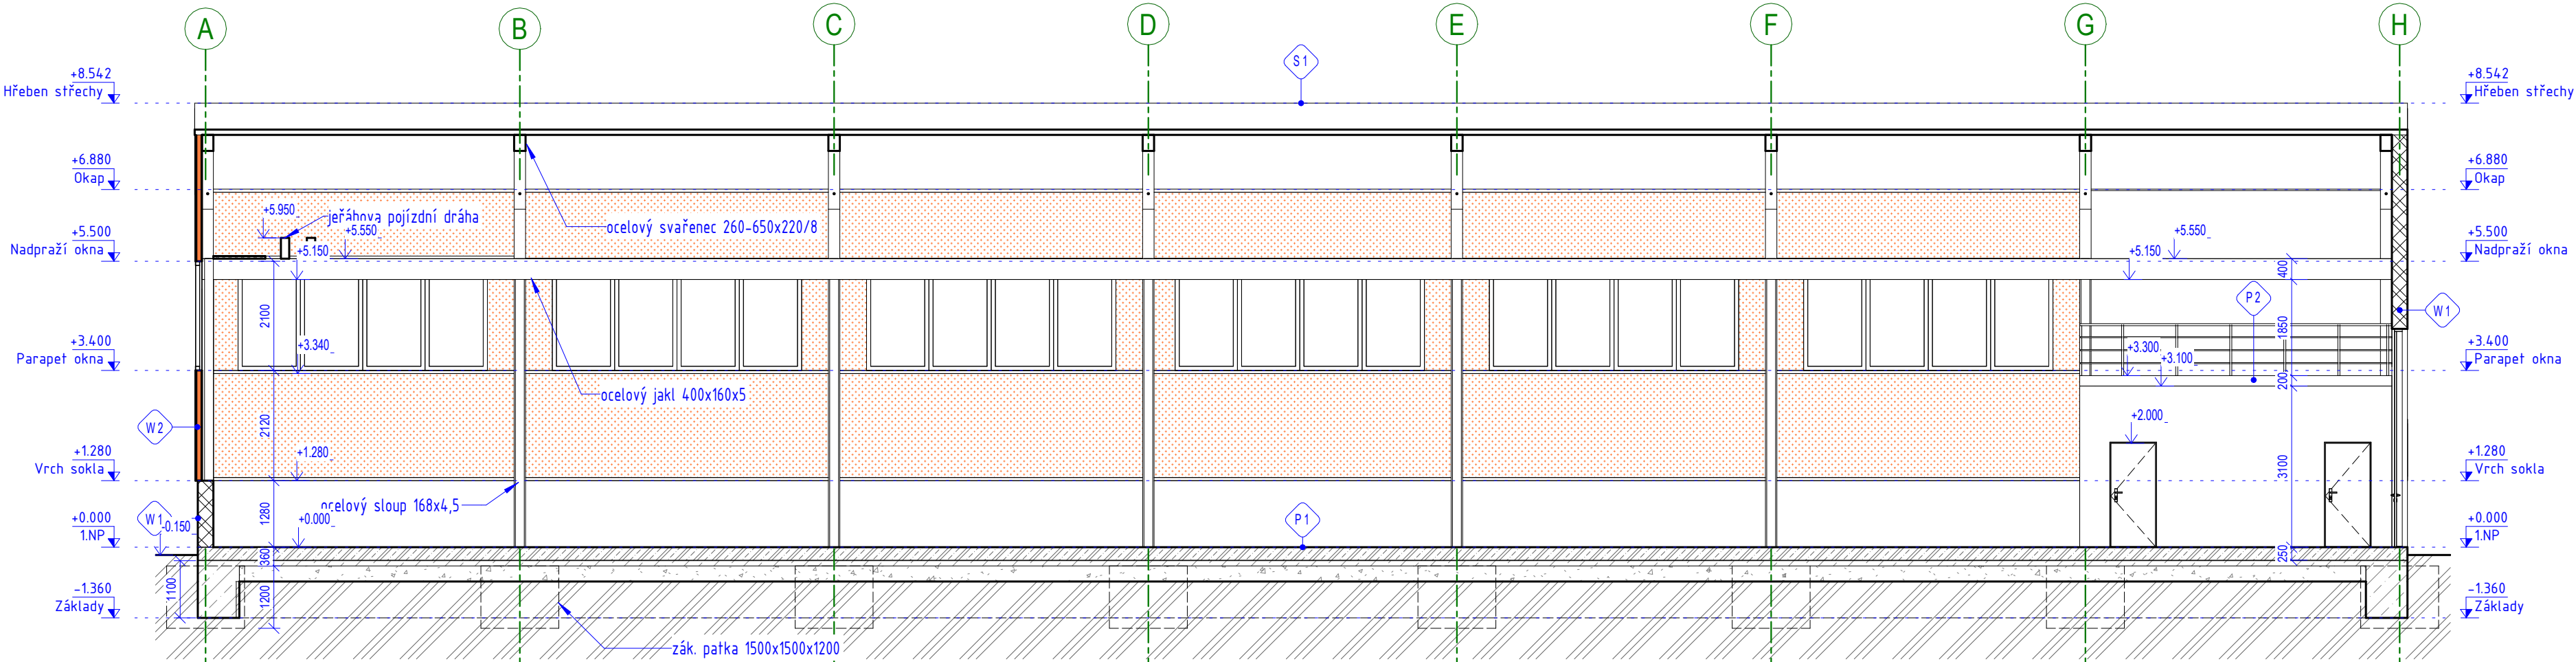 A B C D E F G H
S1
+8.542
Hřeben střechy
+8.542
Hřeben střechy
+6.880
Okap
+6.880
Okap
+5.950
jeřáhova pojízdní dráha
+5.550
ocelový svařenec 260-650x220/8
+5.500
Nadpraží okna
+5.150
+5.550
+5.150
+5.500
Nadpraží okna
400
P2
W1
2100
1850
+3.400
Parapet okna
+3.340
+3.300
+3.100
+3.400
Parapet okna
200
ocelový jakl 400x160x5
W2
2120
+2.000
+1.280
Vrch sokla
+1.280
+1.280
Vrch sokla
3100
ocelový sloup 168x4,5
1280
W1
-0.150
+0.000
1.NP
+0.000
P1
+0.000
1.NP
360
250
1100
1200
-1.360
Základy
-1.360
Základy
zák. patka 1500x1500x1200